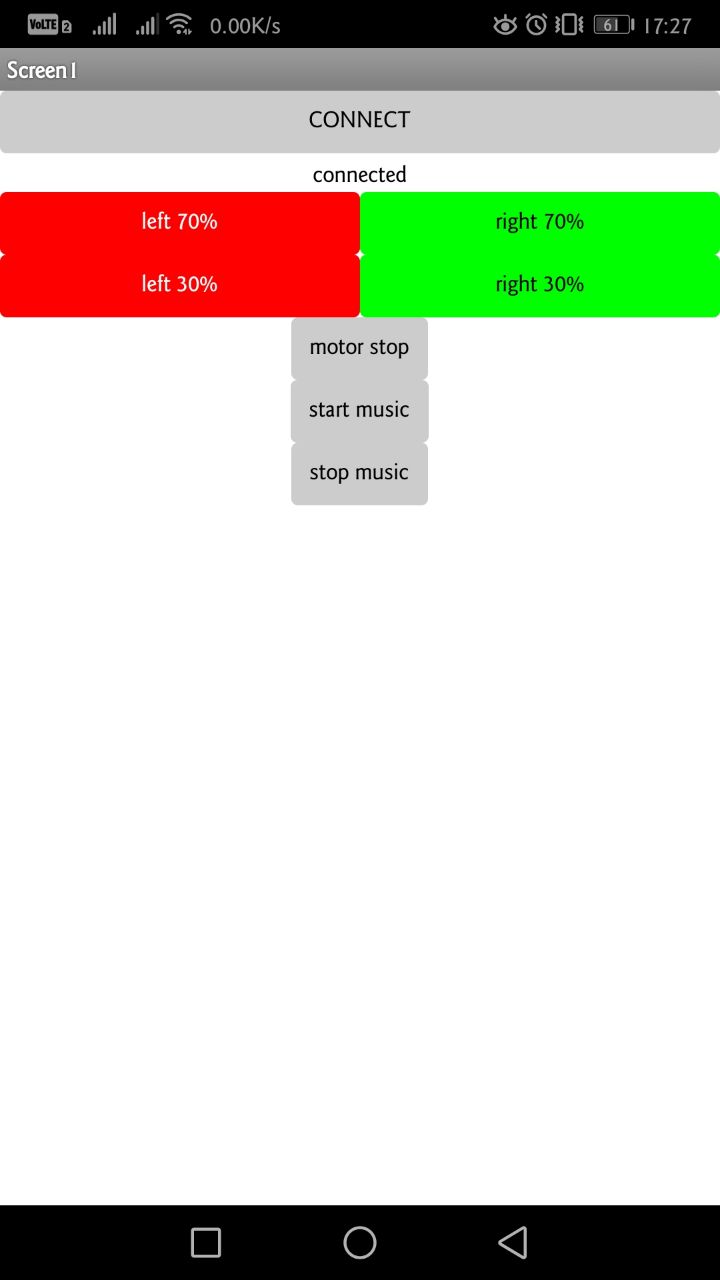 VoLTE 2 0.00K/s 61 17:27
Screen1
CONNECT
connected
left 70% right 70%
left 30% right 30%
motor stop
start music
stop music